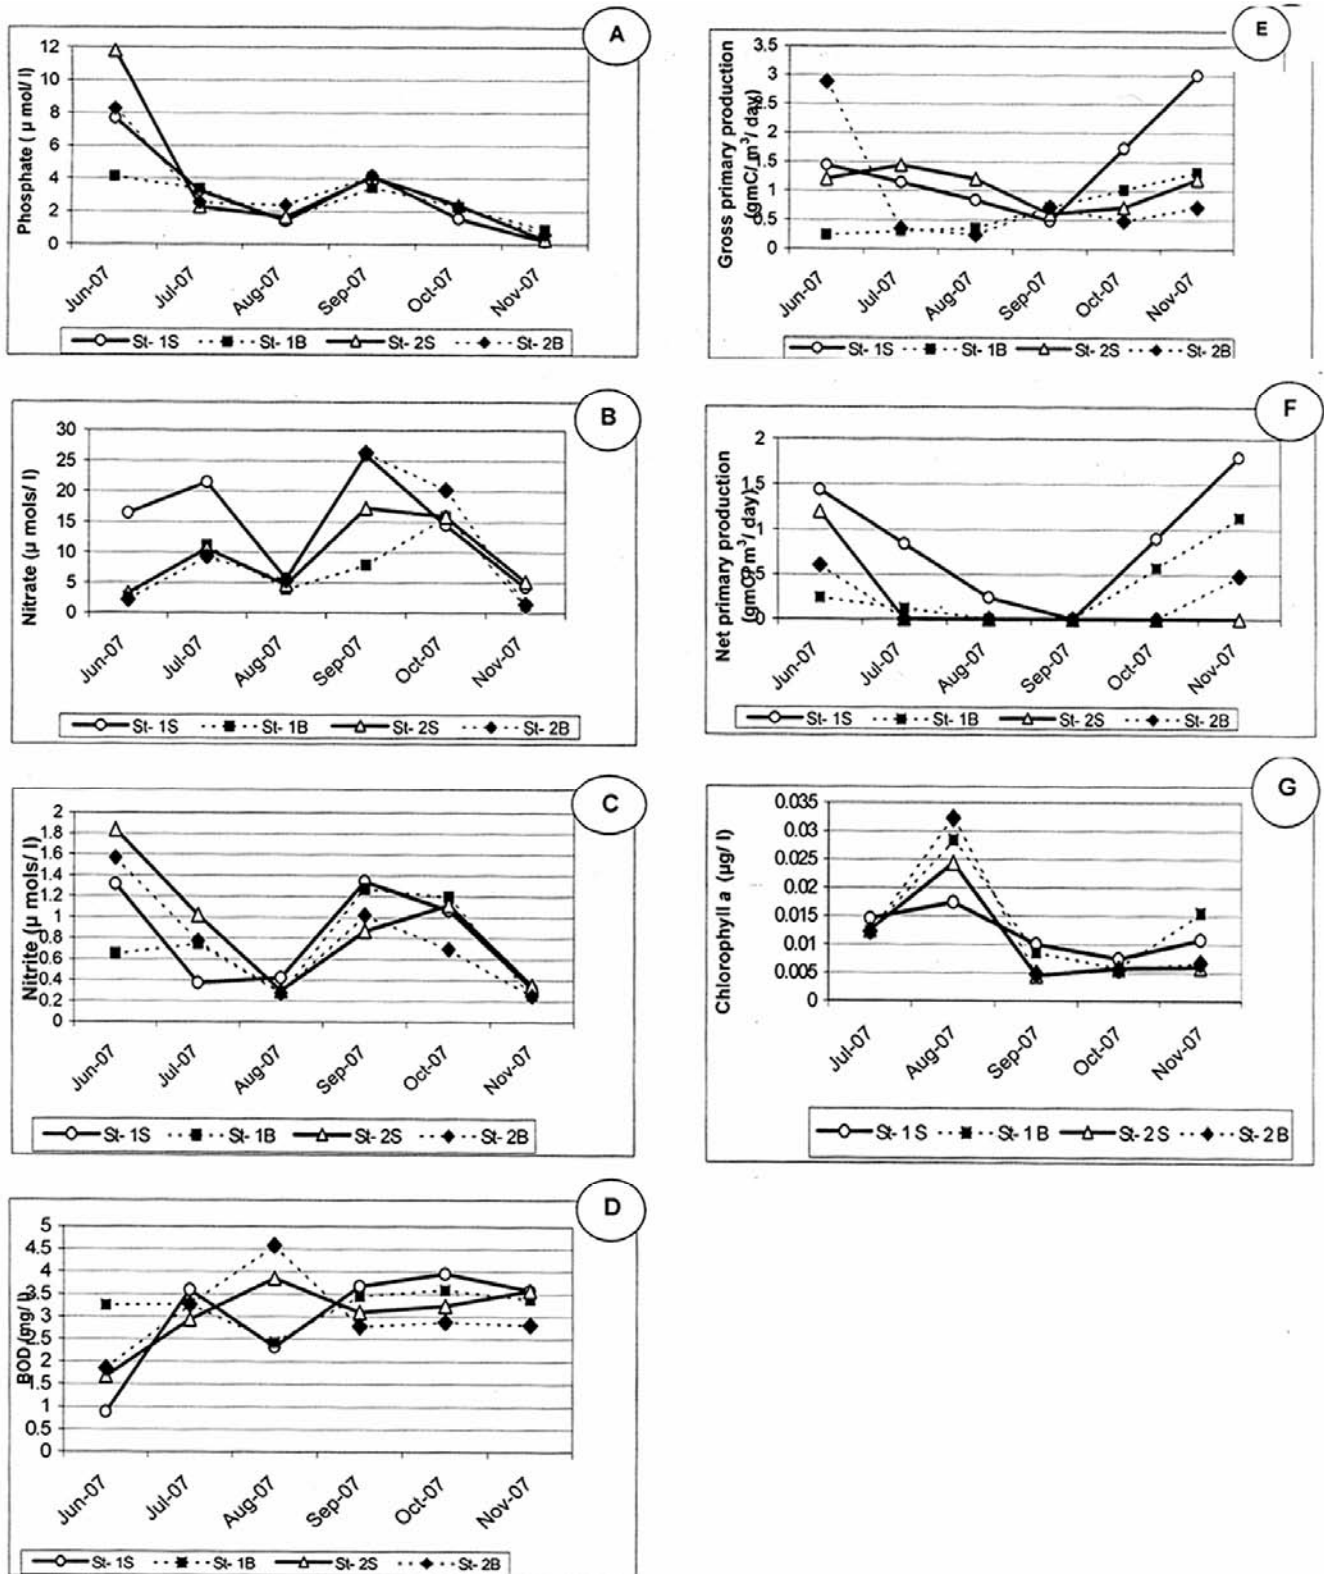 A
Phosphate ( μ mol/ l)
12
10
8
6
4
2
0
Jun-07
Jul-07
Aug-07
Sep-07
Oct-07
Nov-07
St- 1S
St- 1B
St- 2S
St- 2B
B
Nitrate (μ mols/ l)
30
25
20
15
10
5
0
Jun-07
Jul-07
Aug-07
Sep-07
Oct-07
Nov-07
St- 1S
St- 1B
St- 2S
St- 2B
C
Nitrite (μ mols/ l)
2
1.8
1.6
1.4
1.2
1
0.8
0.6
0.4
0.2
0
Jun-07
Jul-07
Aug-07
Sep-07
Oct-07
Nov-07
St- 1S
St- 1B
St- 2S
St- 2B
D
BOD (mg/ l)
5
4.5
4
3.5
3
2.5
2
1.5
1
0.5
0
Jun-07
Jul-07
Aug-07
Sep-07
Oct-07
Nov-07
St- 1S
St- 1B
St- 2S
St- 2B
E
Gross primary production
(gmC/ m³/ day)
3.5
3
2.5
2
1.5
1
0.5
0
Jun-07
Jul-07
Aug-07
Sep-07
Oct-07
Nov-07
St- 1S
St- 1B
St- 2S
St- 2B
F
Net primary production
m³/ day)
2
1
0
Jun-07
Jul-07
Aug-07
Sep-07
Oct-07
Nov-07
St- 1S
St- 1B
St- 2S
St- 2B
G
Chlorophyll a (μg/ l)
0.035
0.03
0.025
0.02
0.015
0.01
0.005
0
Jul-07
Aug-07
Sep-07
Oct-07
Nov-07
St- 1S
St- 1B
St- 2S
St- 2B